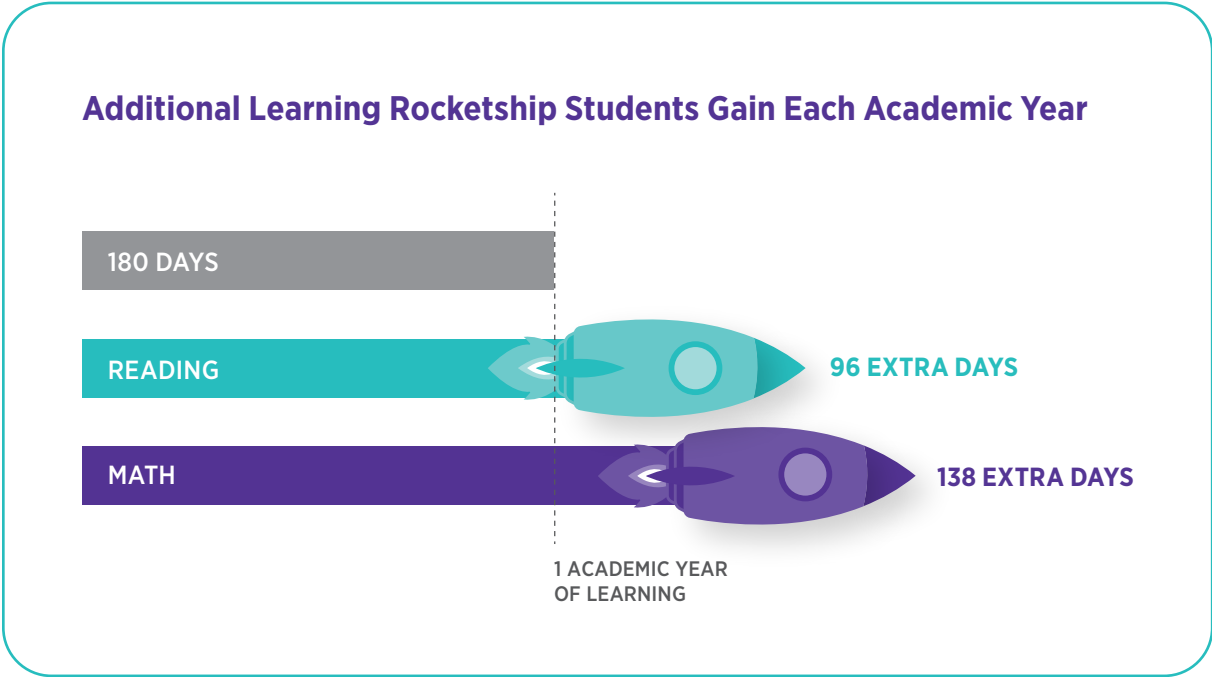 Additional Learning Rocketship Students Gain Each Academic Year
180 DAYS
READING
96 EXTRA DAYS
MATH
138 EXTRA DAYS
1 ACADEMIC YEAR
OF LEARNING